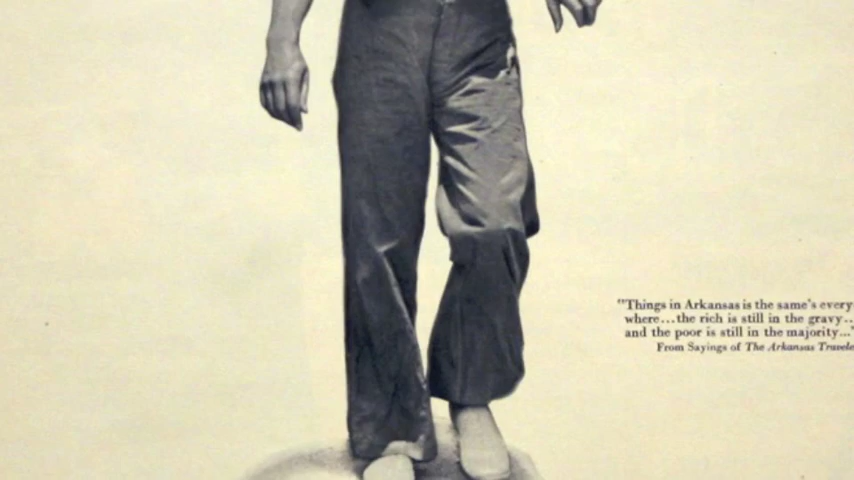 "Things in Arkansas is the same's every
where...the rich is still in the gravy..
and the poor is still in the majority..."
From Sayings of The Arkansas Travele